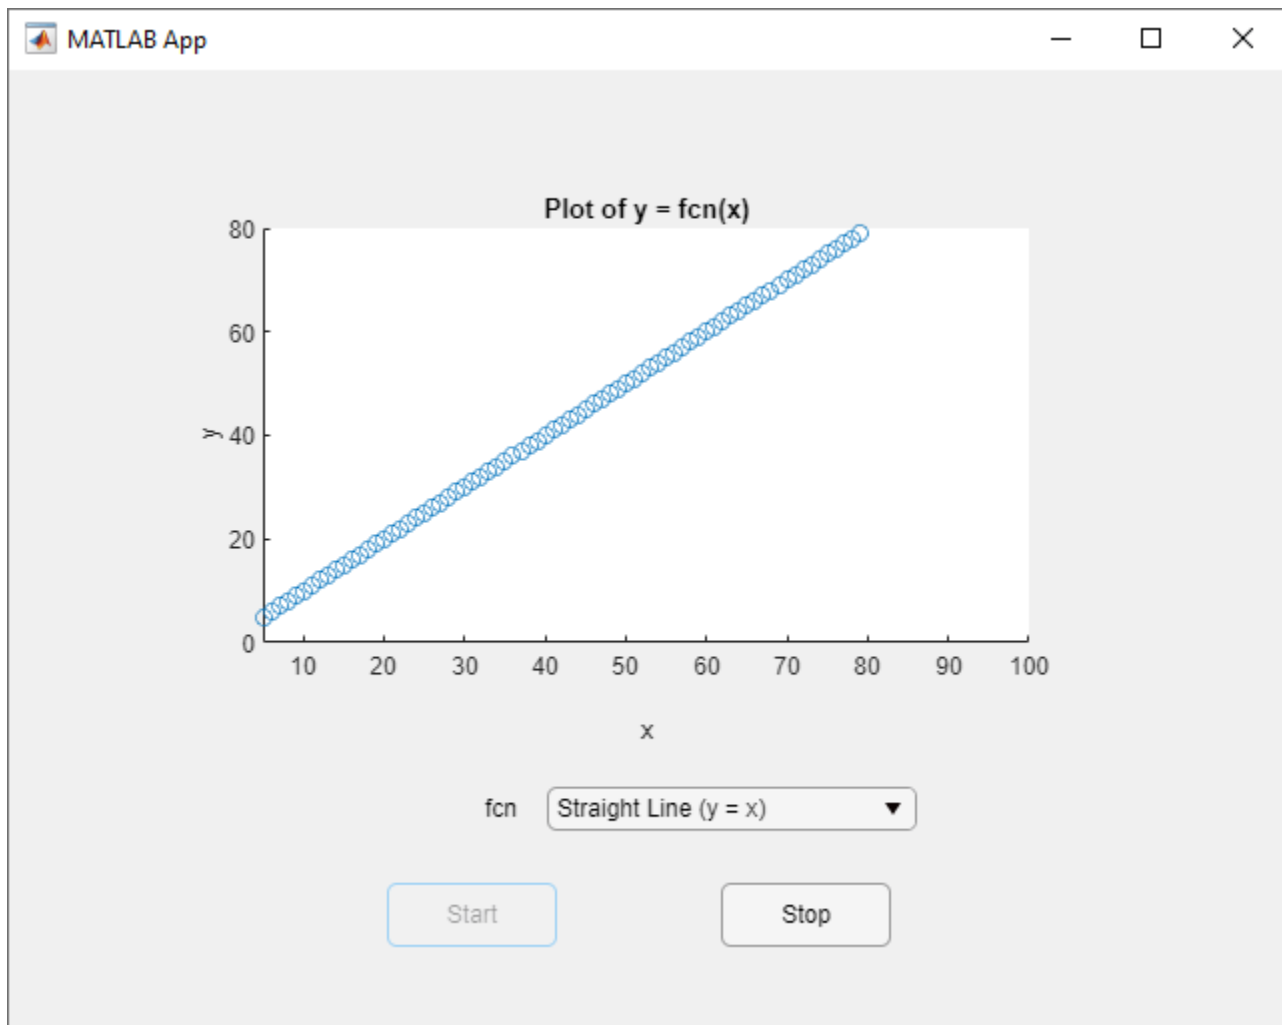 MATLAB App
Plot of y = fcn(x)
80
60
40
20
0
y
10 20 30 40 50 60 70 80 90 100
x
fcn Straight Line (y = x)
Start Stop